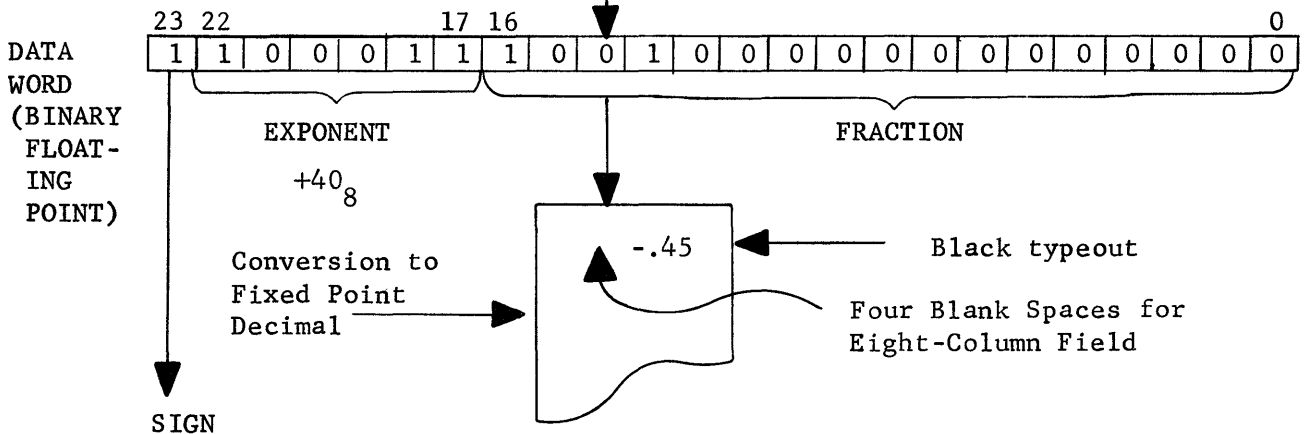 23 22 17 16 0
DATA 1 1 0 0 0 1 1 1 0 0 1 0 0 0 0 0 0 0 0 0 0 0 0 0
WORD
(BINARY
FLOAT-
ING
POINT)
EXPONENT
FRACTION
+40₈
-.45
Black typeout
Conversion to
Fixed Point
Decimal
Four Blank Spaces for
Eight-Column Field
SIGN